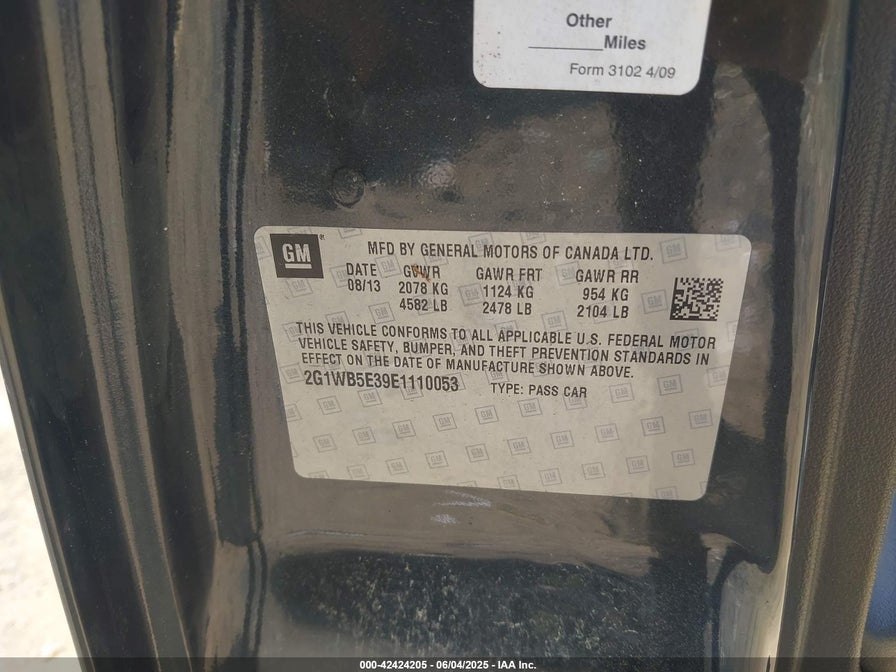 Other
________Miles
Form 3102 4/09
GM
MFD BY GENERAL MOTORS OF CANADA LTD.
DATE GVWR GAWR FRT GAWR RR
08/13 2078 KG 1124 KG 954 KG
4582 LB 2478 LB 2104 LB
THIS VEHICLE CONFORMS TO ALL APPLICABLE U.S. FEDERAL MOTOR
VEHICLE SAFETY, BUMPER, AND THEFT PREVENTION STANDARDS IN
EFFECT ON THE DATE OF MANUFACTURE SHOWN ABOVE.
2G1WB5E39E1110053 TYPE: PASS CAR
000-42424205 - 06/04/2025 - IAA Inc.